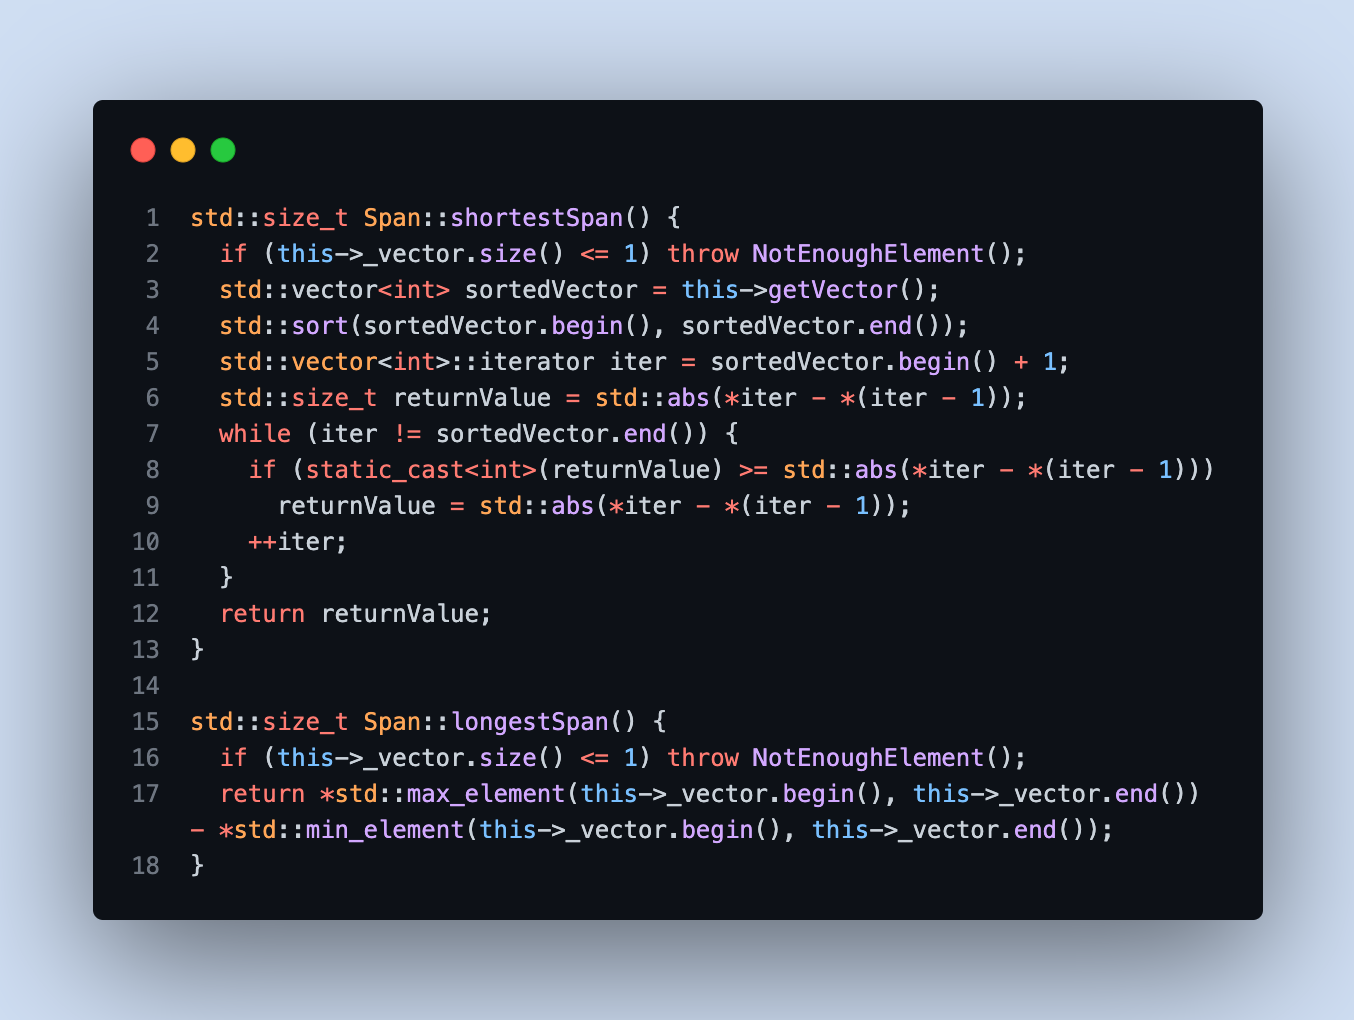 1 std::size_t Span::shortestSpan() {
2   if (this->_vector.size() <= 1) throw NotEnoughElement();
3   std::vector<int> sortedVector = this->getVector();
4   std::sort(sortedVector.begin(), sortedVector.end());
5   std::vector<int>::iterator iter = sortedVector.begin() + 1;
6   std::size_t returnValue = std::abs(*iter - *(iter - 1));
7   while (iter != sortedVector.end()) {
8     if (static_cast<int>(returnValue) >= std::abs(*iter - *(iter - 1)))
9       returnValue = std::abs(*iter - *(iter - 1));
10     ++iter;
11   }
12   return returnValue;
13 }
14
15 std::size_t Span::longestSpan() {
16   if (this->_vector.size() <= 1) throw NotEnoughElement();
17   return *std::max_element(this->_vector.begin(), this->_vector.end())
- *std::min_element(this->_vector.begin(), this->_vector.end());
18 }